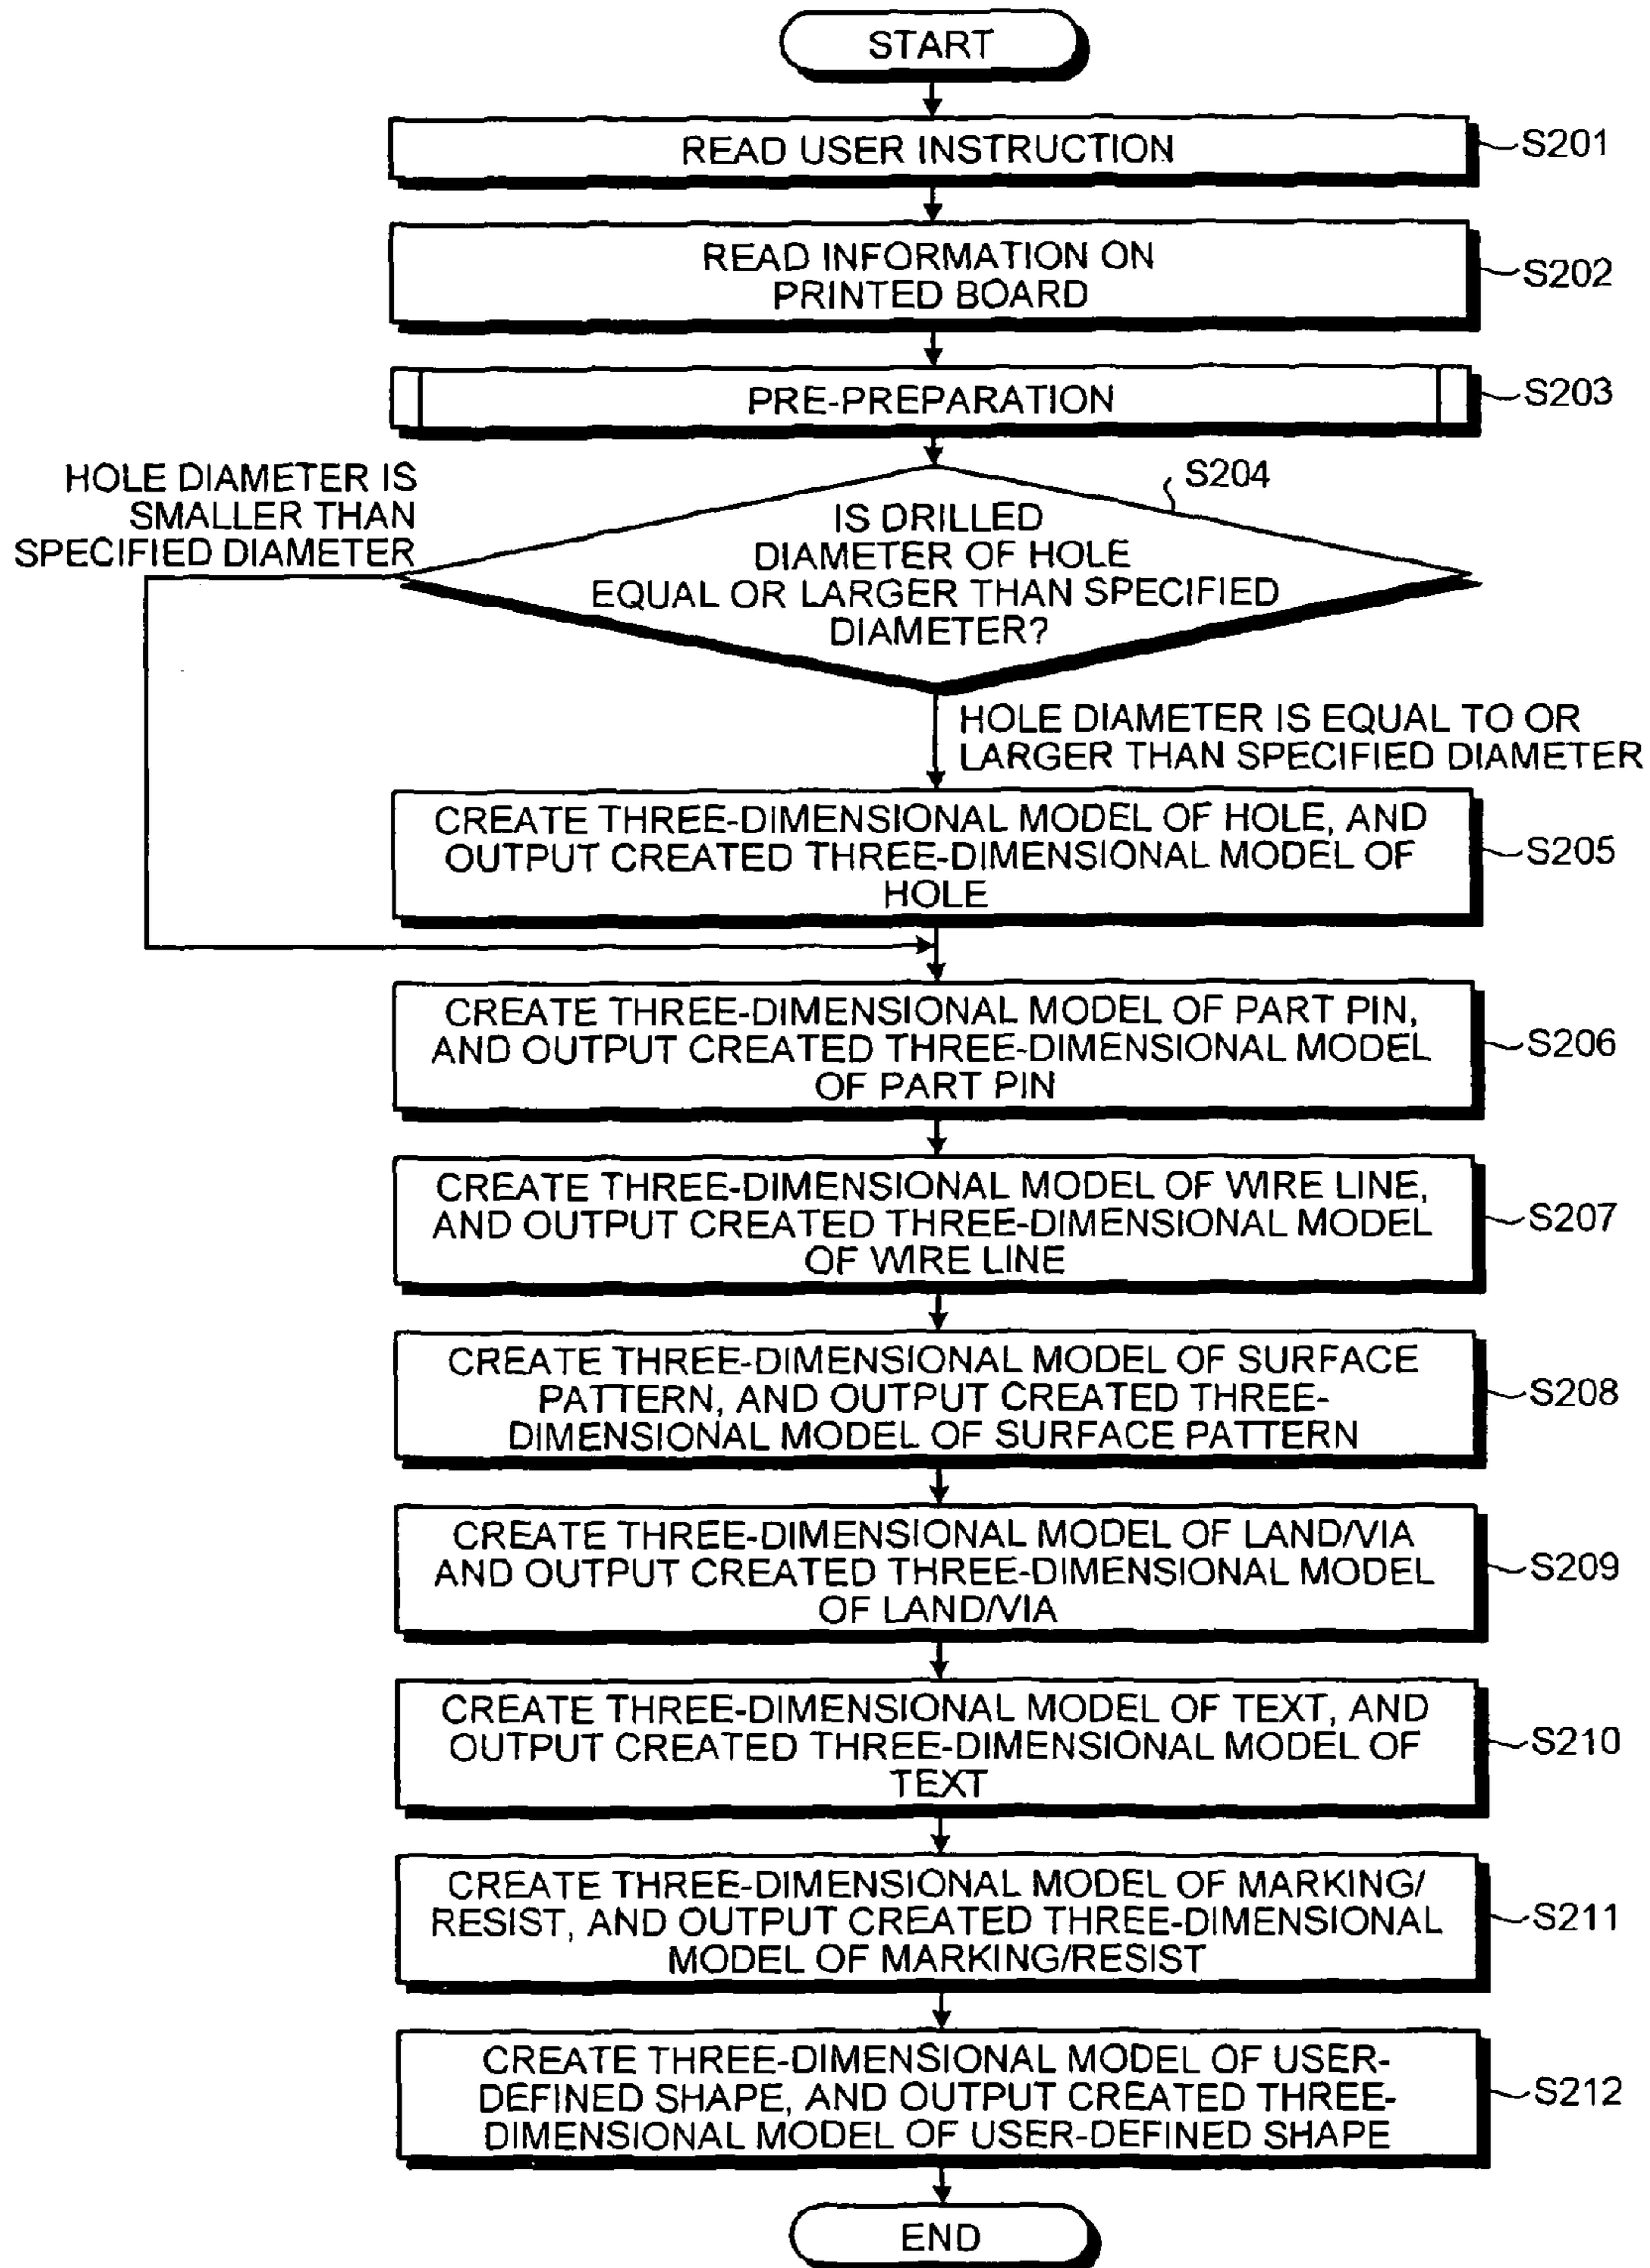 START
READ USER INSTRUCTION
S201
READ INFORMATION ON
PRINTED BOARD
S202
PRE-PREPARATION
S203
HOLE DIAMETER IS
SMALLER THAN
SPECIFIED DIAMETER
S204
IS DRILLED
DIAMETER OF HOLE
EQUAL OR LARGER THAN SPECIFIED
DIAMETER?
HOLE DIAMETER IS EQUAL TO OR
LARGER THAN SPECIFIED DIAMETER
CREATE THREE-DIMENSIONAL MODEL OF HOLE, AND
OUTPUT CREATED THREE-DIMENSIONAL MODEL OF
HOLE
S205
CREATE THREE-DIMENSIONAL MODEL OF PART PIN,
AND OUTPUT CREATED THREE-DIMENSIONAL MODEL
OF PART PIN
S206
CREATE THREE-DIMENSIONAL MODEL OF WIRE LINE,
AND OUTPUT CREATED THREE-DIMENSIONAL MODEL
OF WIRE LINE
S207
CREATE THREE-DIMENSIONAL MODEL OF SURFACE
PATTERN, AND OUTPUT CREATED THREE-
DIMENSIONAL MODEL OF SURFACE PATTERN
S208
CREATE THREE-DIMENSIONAL MODEL OF LAND/VIA
AND OUTPUT CREATED THREE-DIMENSIONAL MODEL
OF LAND/VIA
S209
CREATE THREE-DIMENSIONAL MODEL OF TEXT, AND
OUTPUT CREATED THREE-DIMENSIONAL MODEL OF
TEXT
S210
CREATE THREE-DIMENSIONAL MODEL OF MARKING/
RESIST, AND OUTPUT CREATED THREE-DIMENSIONAL
MODEL OF MARKING/RESIST
S211
CREATE THREE-DIMENSIONAL MODEL OF USER-
DEFINED SHAPE, AND OUTPUT CREATED THREE-
DIMENSIONAL MODEL OF USER-DEFINED SHAPE
S212
END